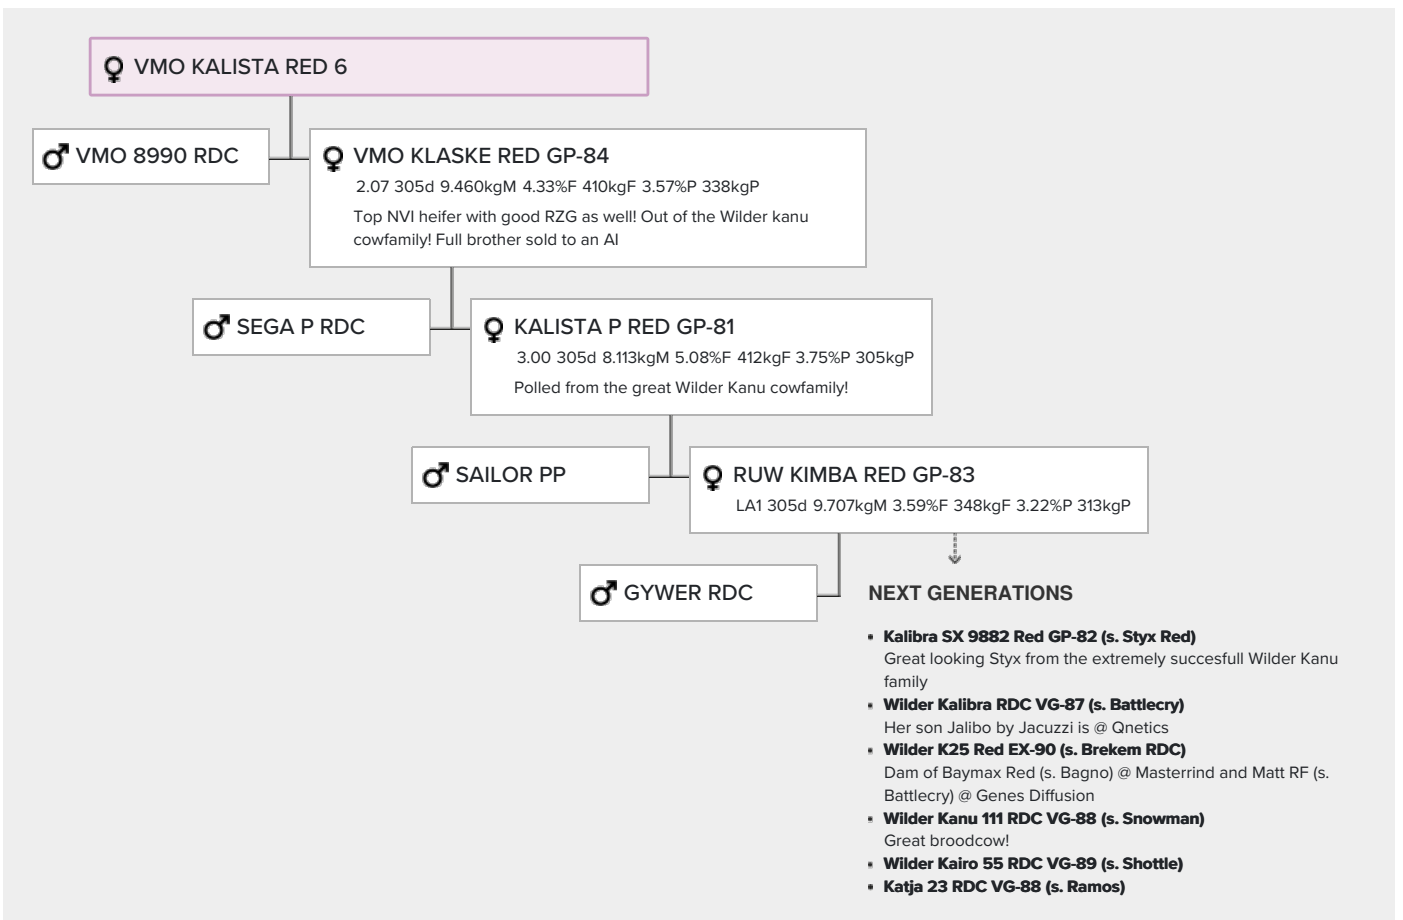 VMO KALISTA RED 6
VMO 8990 RDC
VMO KLASKE RED GP-84
2.07 305d 9.460kgM 4.33%F 410kgF 3.57%P 338kgP
Top NVI heifer with good RZG as well! Out of the Wilder kanu
cowfamily! Full brother sold to an AI
SEGA P RDC
KALISTA P RED GP-81
3.00 305d 8.113kgM 5.08%F 412kgF 3.75%P 305kgP
Polled from the great Wilder Kanu cowfamily!
SAILOR PP
RUW KIMBA RED GP-83
LA1 305d 9.707kgM 3.59%F 348kgF 3.22%P 313kgP
GYWER RDC
NEXT GENERATIONS
• Kalibra SX 9882 Red GP-82 (s. Styx Red)
Great looking Styx from the extremely succesfull Wilder Kanu
family
• Wilder Kalibra RDC VG-87 (s. Battlecry)
Her son Jalibo by Jacuzzi is @ Qnetics
• Wilder K25 Red EX-90 (s. Brekem RDC)
Dam of Baymax Red (s. Bagno) @ Masterrind and Matt RF (s.
Battlecry) @ Genes Diffusion
• Wilder Kanu 111 RDC VG-88 (s. Snowman)
Great broodcow!
• Wilder Kairo 55 RDC VG-89 (s. Shottle)
• Katja 23 RDC VG-88 (s. Ramos)